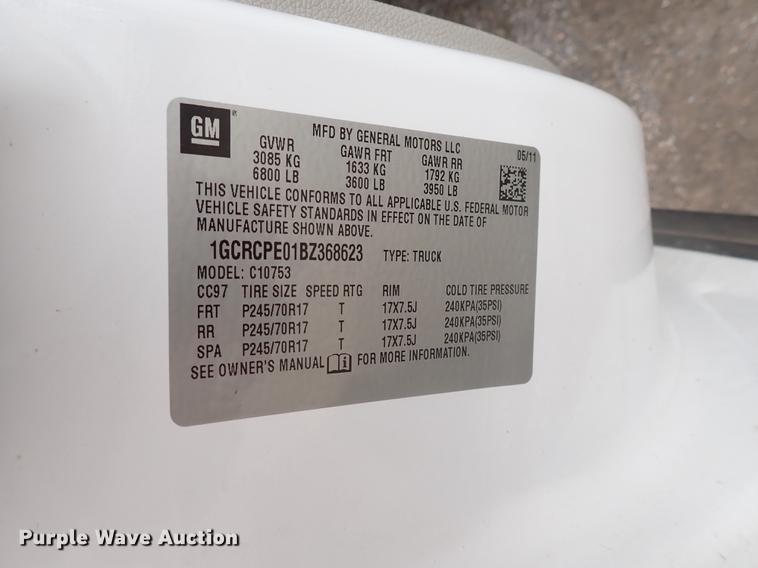 GM
MFD BY GENERAL MOTORS LLC 05/11
GVWR GAWR FRT GAWR RR
3085 KG 1633 KG 1792 KG
6800 LB 3600 LB 3950 LB
THIS VEHICLE CONFORMS TO ALL APPLICABLE U.S. FEDERAL MOTOR
VEHICLE SAFETY STANDARDS IN EFFECT ON THE DATE OF
MANUFACTURE SHOWN ABOVE.
1GCRCPE01BZ368623 TYPE: TRUCK
MODEL: C10753
CC97 TIRE SIZE SPEED RTG RIM COLD TIRE PRESSURE
FRT P245/70R17 T 17X7.5J 240KPA(35PSI)
RR P245/70R17 T 17X7.5J 240KPA(35PSI)
SPA P245/70R17 T 17X7.5J 240KPA(35PSI)
SEE OWNER'S MANUAL FOR MORE INFORMATION.
Purple Wave Auction